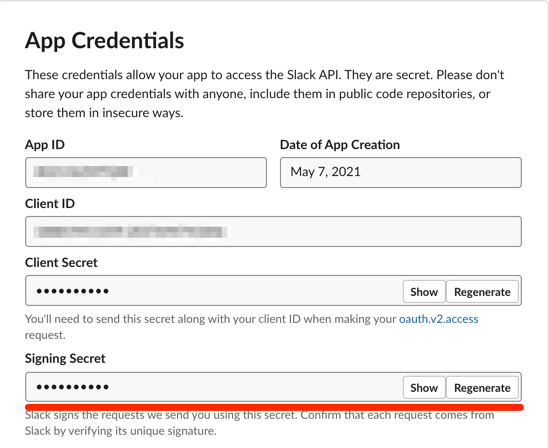 App Credentials
These credentials allow your app to access the Slack API. They are secret. Please don't
share your app credentials with anyone, include them in public code repositories, or
store them in insecure ways.
App ID
Date of App Creation
May 7, 2021
Client ID
Client Secret
••••••••••
Show
Regenerate
You'll need to send this secret along with your client ID when making your oauth.v2.access
request.
Signing Secret
••••••••••
Show
Regenerate
Slack signs the requests we send you using this secret. Confirm that each request comes from
Slack by verifying its unique signature.